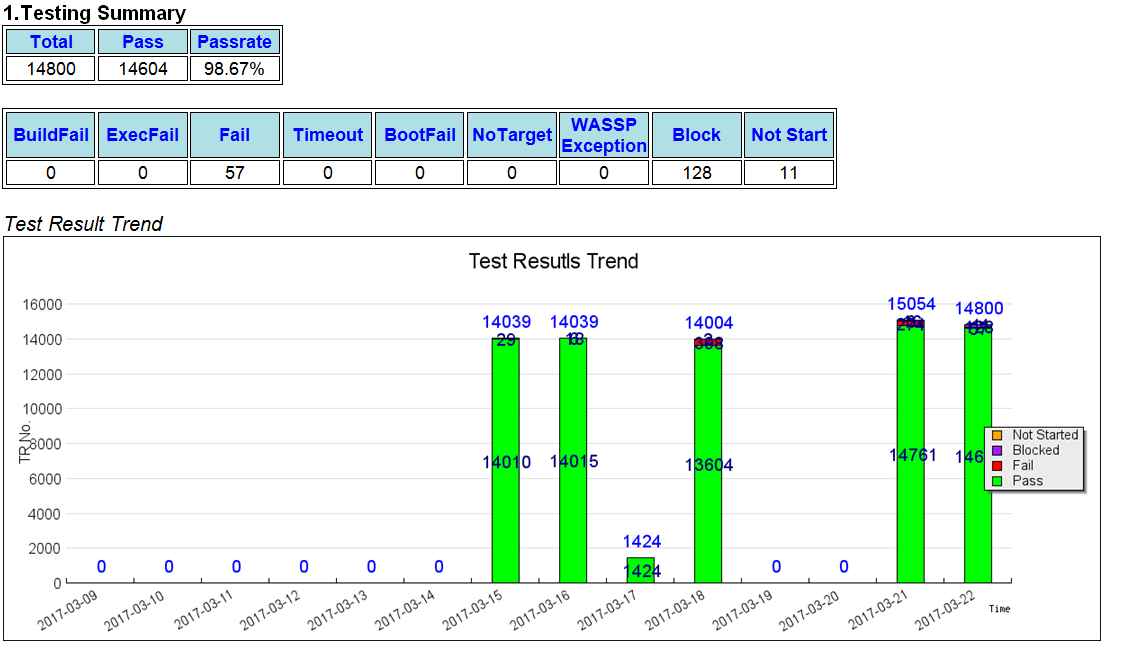 1.Testing Summary
Total Pass Passrate
14800 14604 98.67%
BuildFail ExecFail Fail Timeout BootFail NoTarget WASSP Exception Block Not Start
0 0 57 0 0 0 0 128 11
Test Result Trend
Test Resutls Trend
16000
14000
12000
10000
8000
6000
4000
2000
0
TR No.
14039 14039 14004 15054 14800
29
14010 14015 13604 14761
1424
1424
0 0 0 0 0 0 0 0
Not Started
Blocked
Fail
Pass
2017-03-09 2017-03-10 2017-03-11 2017-03-12 2017-03-13 2017-03-14 2017-03-15 2017-03-16 2017-03-17 2017-03-18 2017-03-19 2017-03-20 2017-03-21 2017-03-22
Time